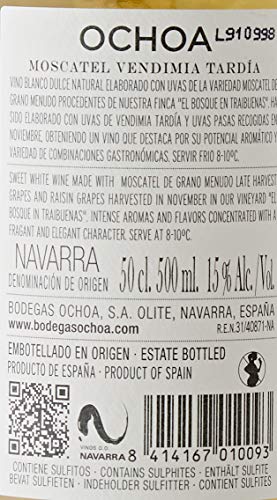 OCHOA L910998
MOSCATEL VENDIMIA TARDÍA
VINO BLANCO DULCE NATURAL ELABORADO CON UVAS DE LA VARIEDAD MOSCATEL DE
GRANO MENUDO PROCEDENTES DE NUESTRA FINCA "EL BOSQUE EN TRAIBUENAS". HA
SIDO ELABORADO CON UVAS DE VENDIMIA TARDÍA Y UVAS PASAS RECOGIDAS EN
NOVIEMBRE, OBTENIENDO UN VINO QUE DESTACA POR SU POTENCIAL AROMÁTICO Y
VARIEDAD DE COMBINACIONES GASTRONÓMICAS. SERVIR FRIO 8-10ºC.
SWEET WHITE WINE MADE WITH MOSCATEL DE GRANO MENUDO LATE HARVEST
GRAPES AND RAISIN GRAPES HARVESTED IN NOVEMBER IN OUR VINEYARD "EL
BOSQUE EN TRAIBUENAS". INTENSE AROMAS AND FLAVORS CONCENTRATED WITH A
FRAGANT AND ELEGANT CHARACTER. SERVE AT 8-10ºC.
NAVARRA
DENOMINACIÓN DE ORIGEN
50 cl. 500 ml. 15% Alc./Vol.
BODEGAS OCHOA, S.A. OLITE, NAVARRA, ESPAÑA
www.bodegasochoa.com
R.E.N.31/40871-NA
EMBOTELLADO EN ORIGEN - ESTATE BOTTLED
PRODUCTO DE ESPAÑA - PRODUCT OF SPAIN
VINOS D.O.
NAVARRA
8 414167 010093
CONTIENE SULFITOS - CONTAINS SULPHITES - ENTHÄLT SULFITE
BEVAT SULFIETEN - INDEHOLDER SULFITTER - CONTIENT DES SULFITES